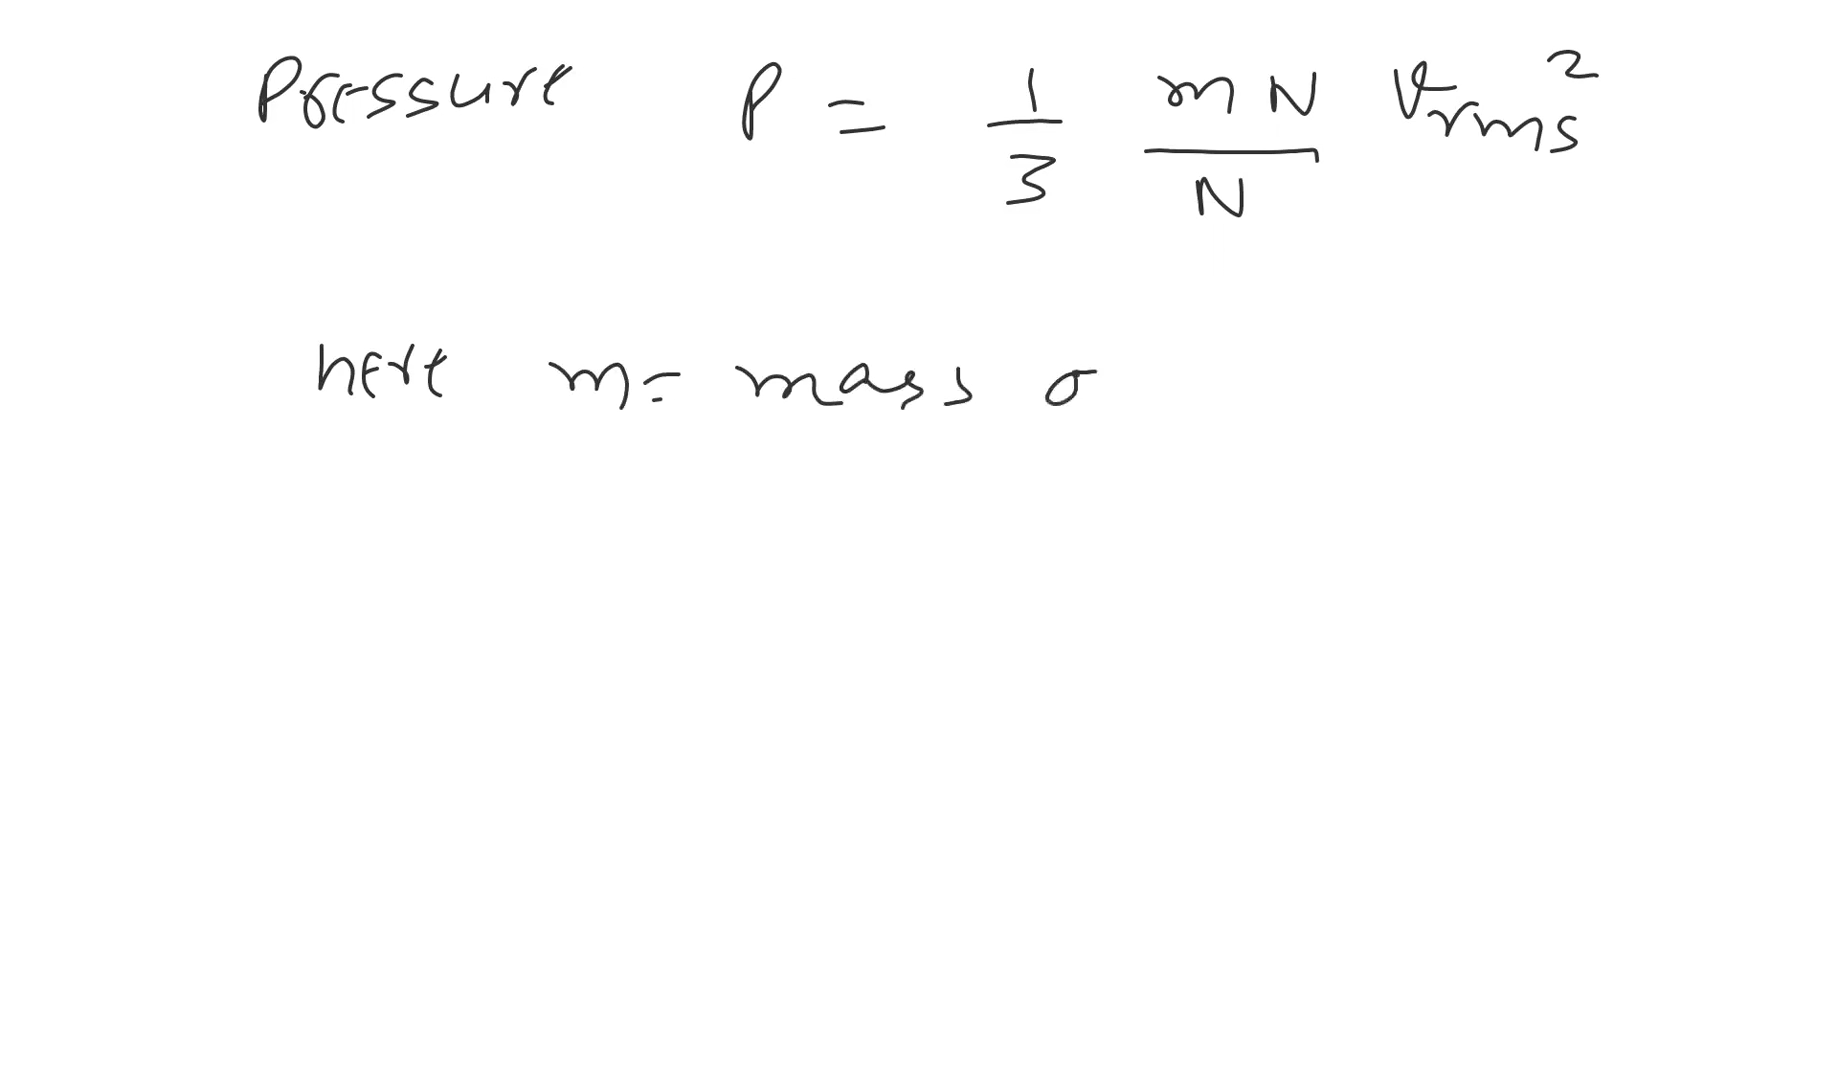 Pressure P = 1/3 mN/N vrms²
here m = mass o